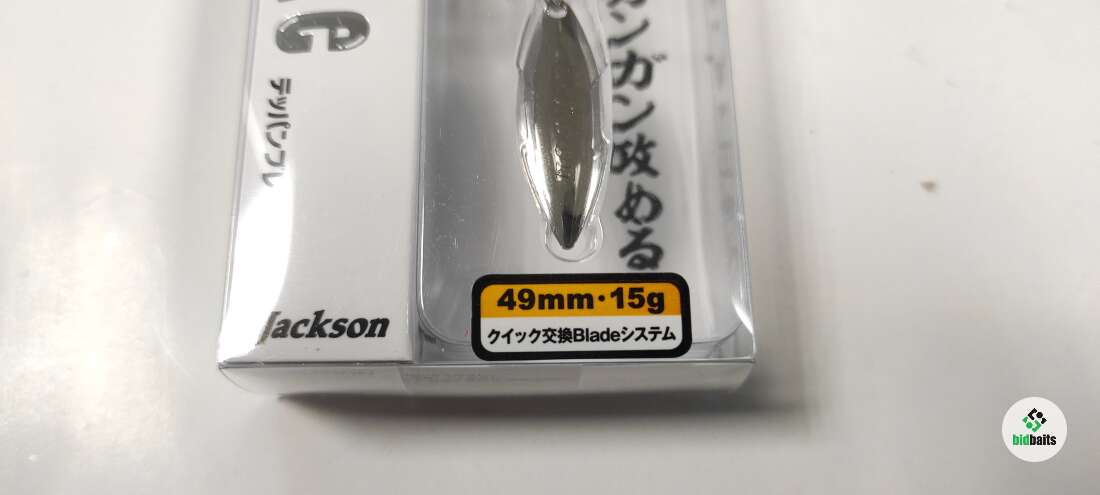 テッパンブレ
Jackson
ンガン攻める
49mm・15g
クイック交換Bladeシステム
bidbaits